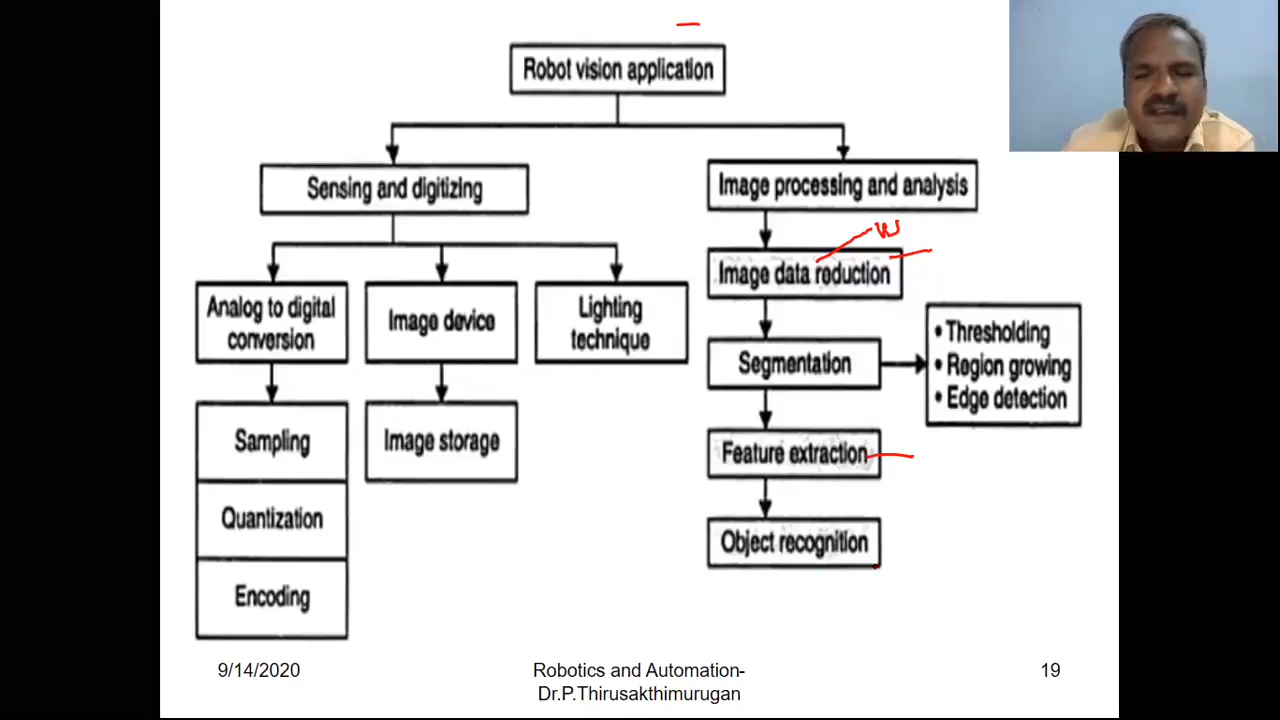 Robot vision application
Sensing and digitizing
Analog to digital
conversion
Sampling
Quantization
Encoding
Image device
Image storage
Lighting
technique
Image processing and analysis
Image data reduction
Segmentation
• Thresholding
• Region growing
• Edge detection
Feature extraction
Object recognition
9/14/2020
Robotics and Automation-
Dr.P.Thirusakthimurugan
19